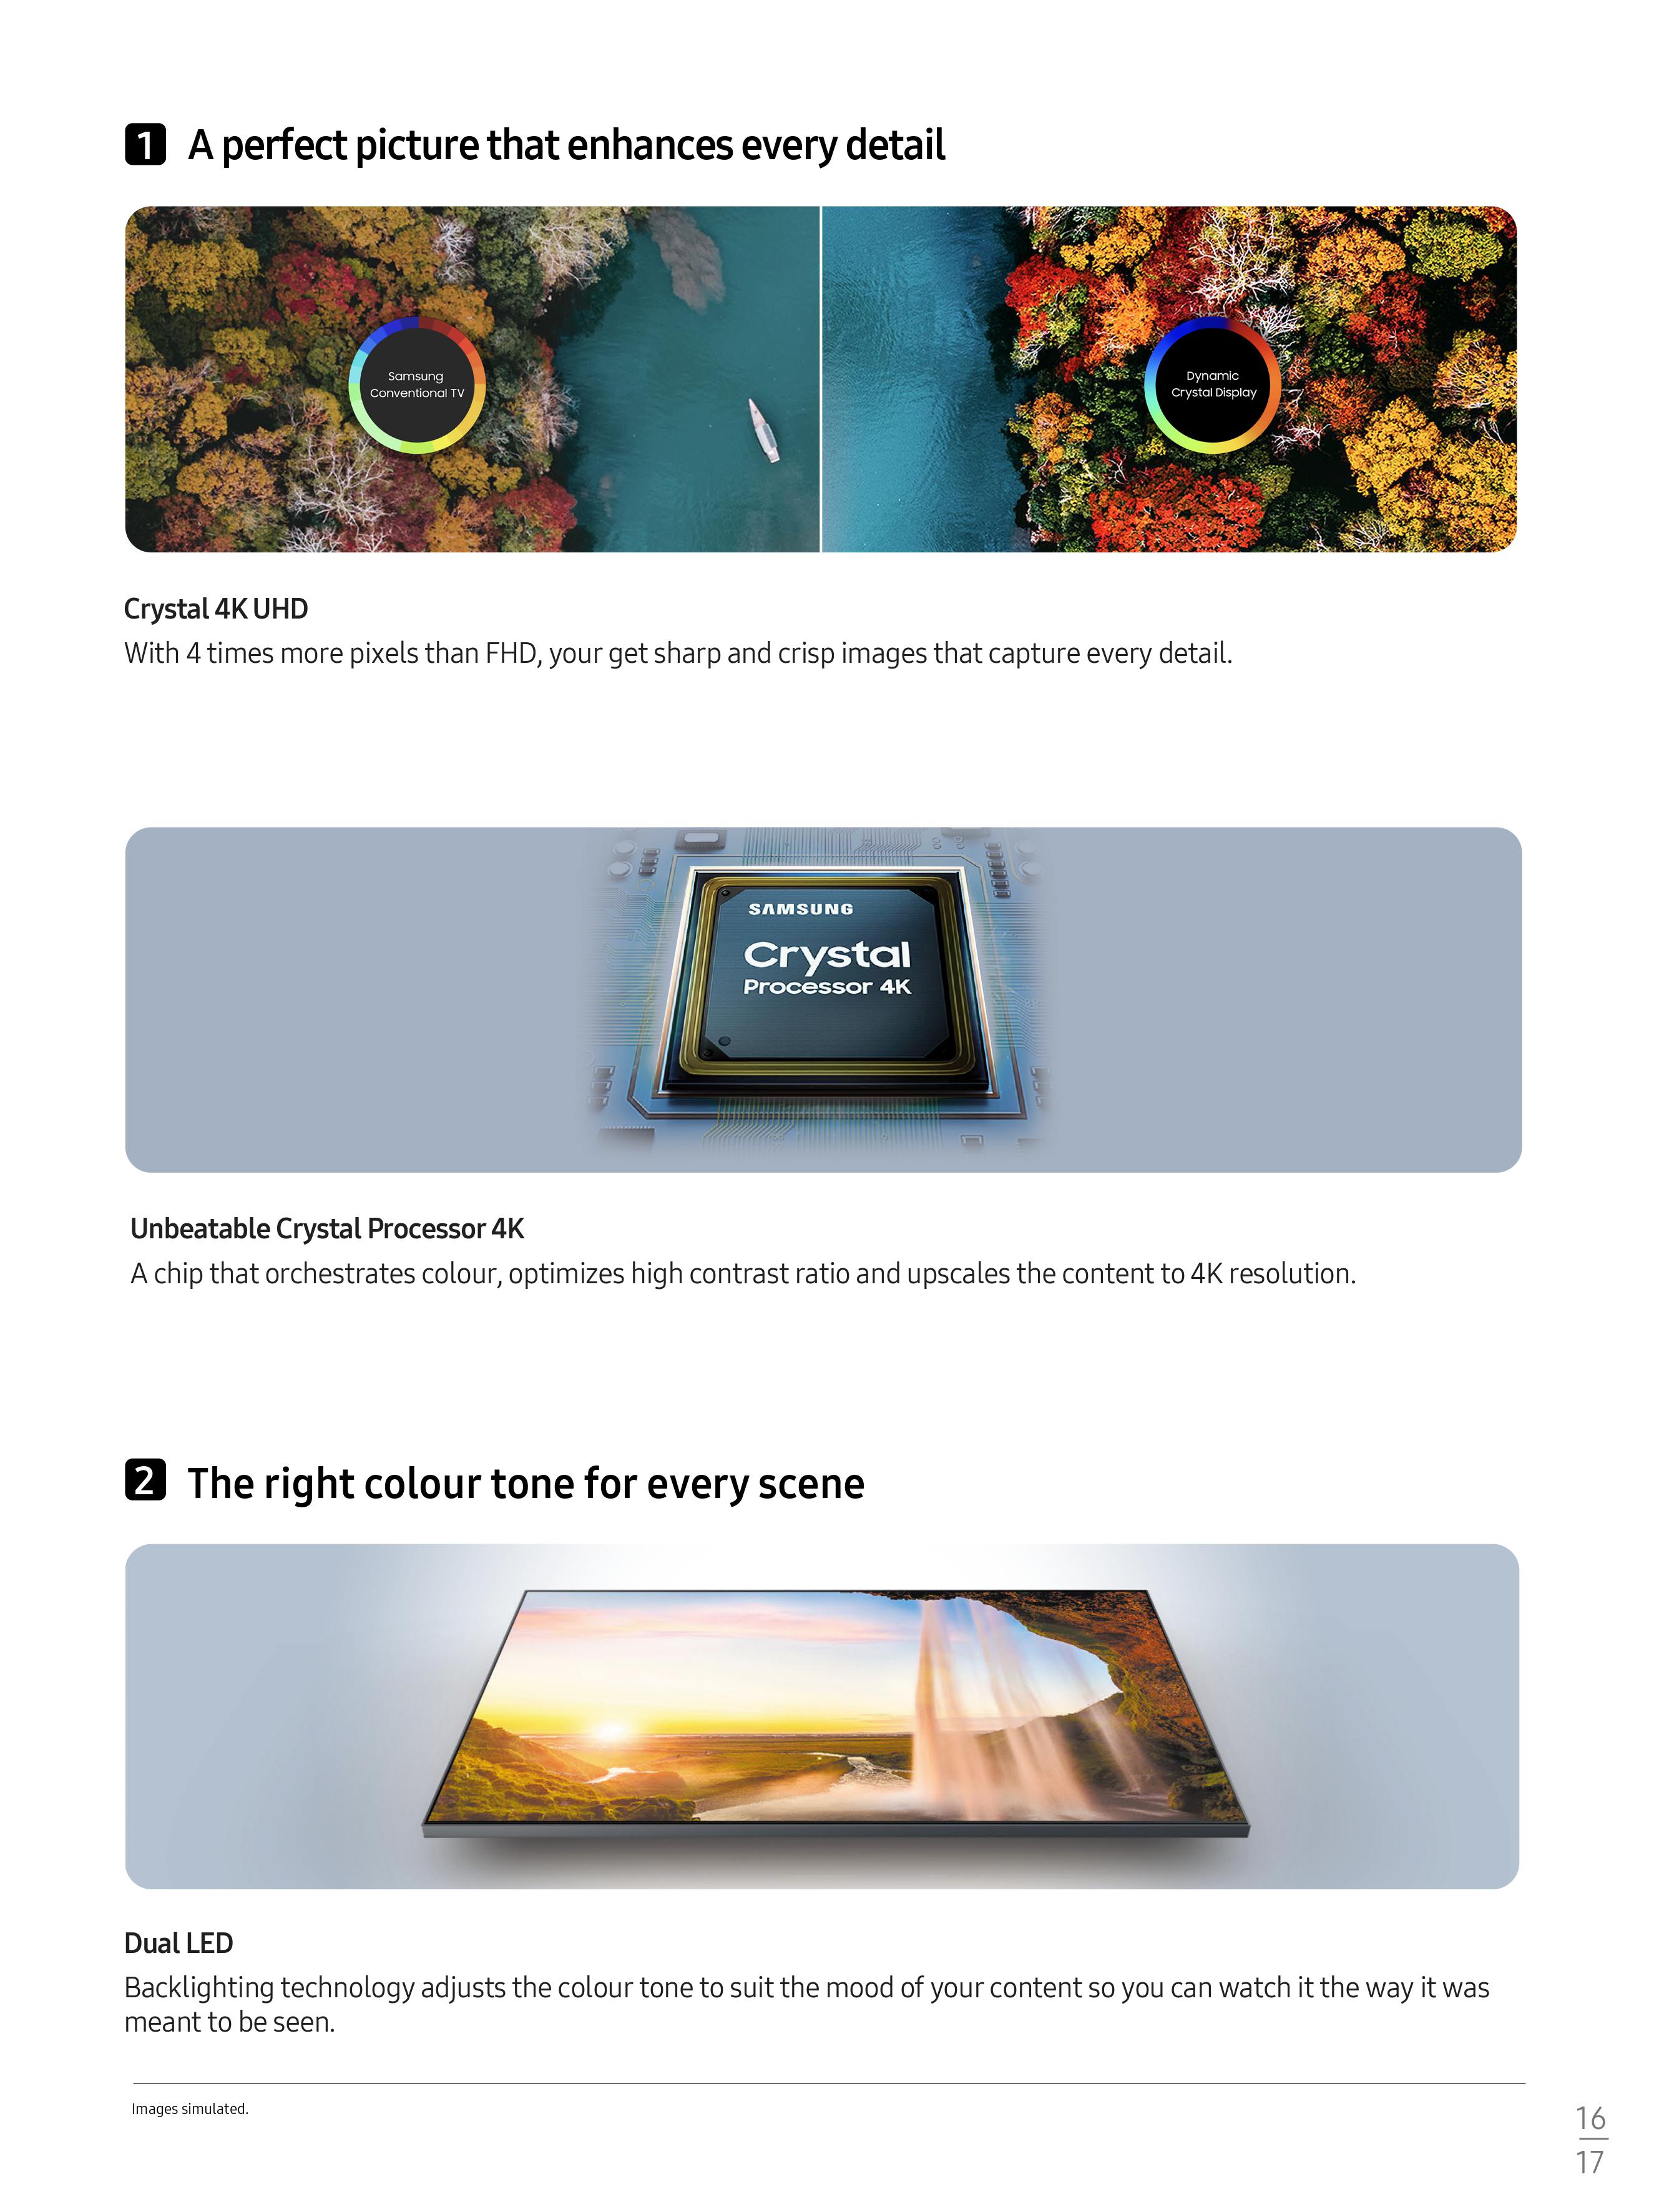 1 A perfect picture that enhances every detail
Samsung
Conventional TV
Dynamic
Crystal Display
Crystal 4K UHD
With 4 times more pixels than FHD, your get sharp and crisp images that capture every detail.
SAMSUNG
Crystal
Processor 4K
Unbeatable Crystal Processor 4K
A chip that orchestrates colour, optimizes high contrast ratio and upscales the content to 4K resolution.
2 The right colour tone for every scene
Dual LED
Backlighting technology adjusts the colour tone to suit the mood of your content so you can watch it the way it was
meant to be seen.
Images simulated.
16
17